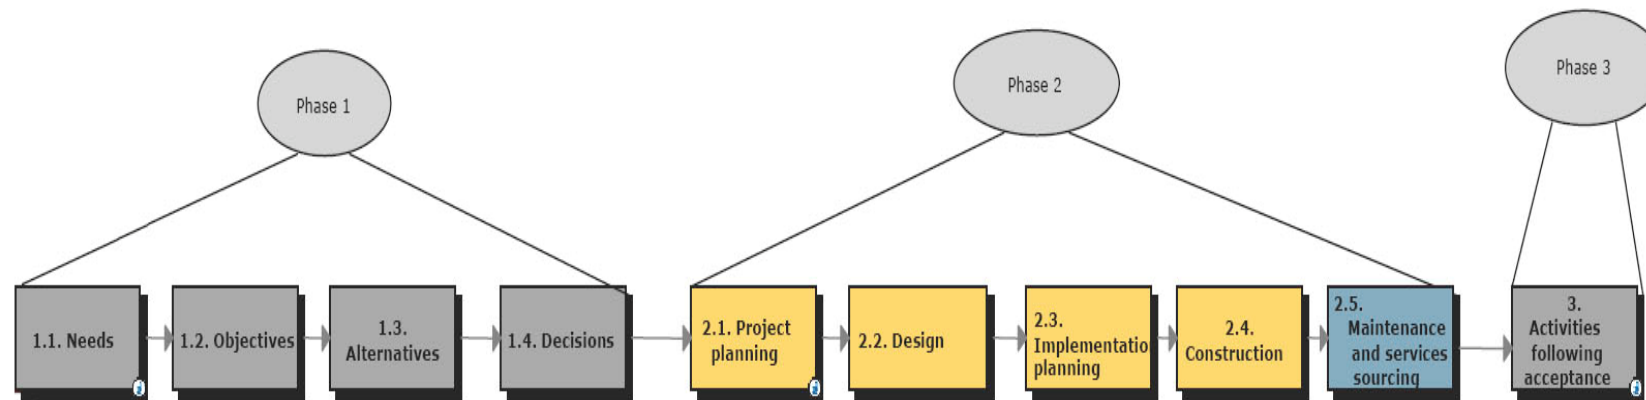 Phase 1
Phase 2
Phase 3
1.1. Needs
1.2. Objectives
1.3.
Alternatives
1.4. Decisions
2.1. Project
planning
2.2. Design
2.3.
Implementatio
planning
2.4.
Construction
2.5.
Maintenance
and services
sourcing
3.
Activities
following
acceptance